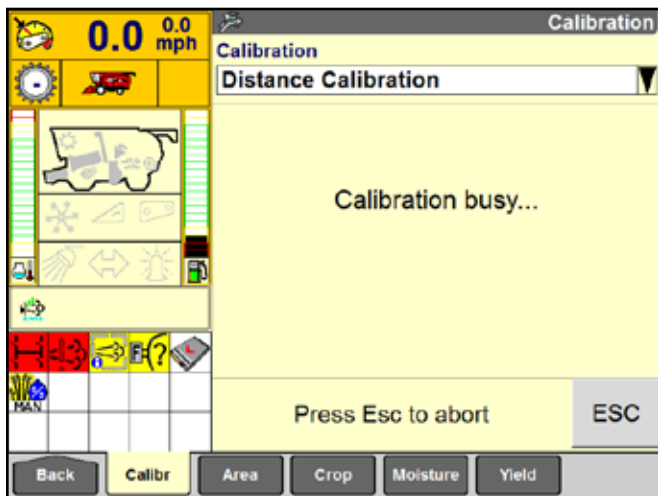 0.0 0.0 mph
Calibration
Calibration
Distance Calibration
Calibration busy...
F ?
MAN
Press Esc to abort ESC
Back Calibr Area Crop Moisture Yield